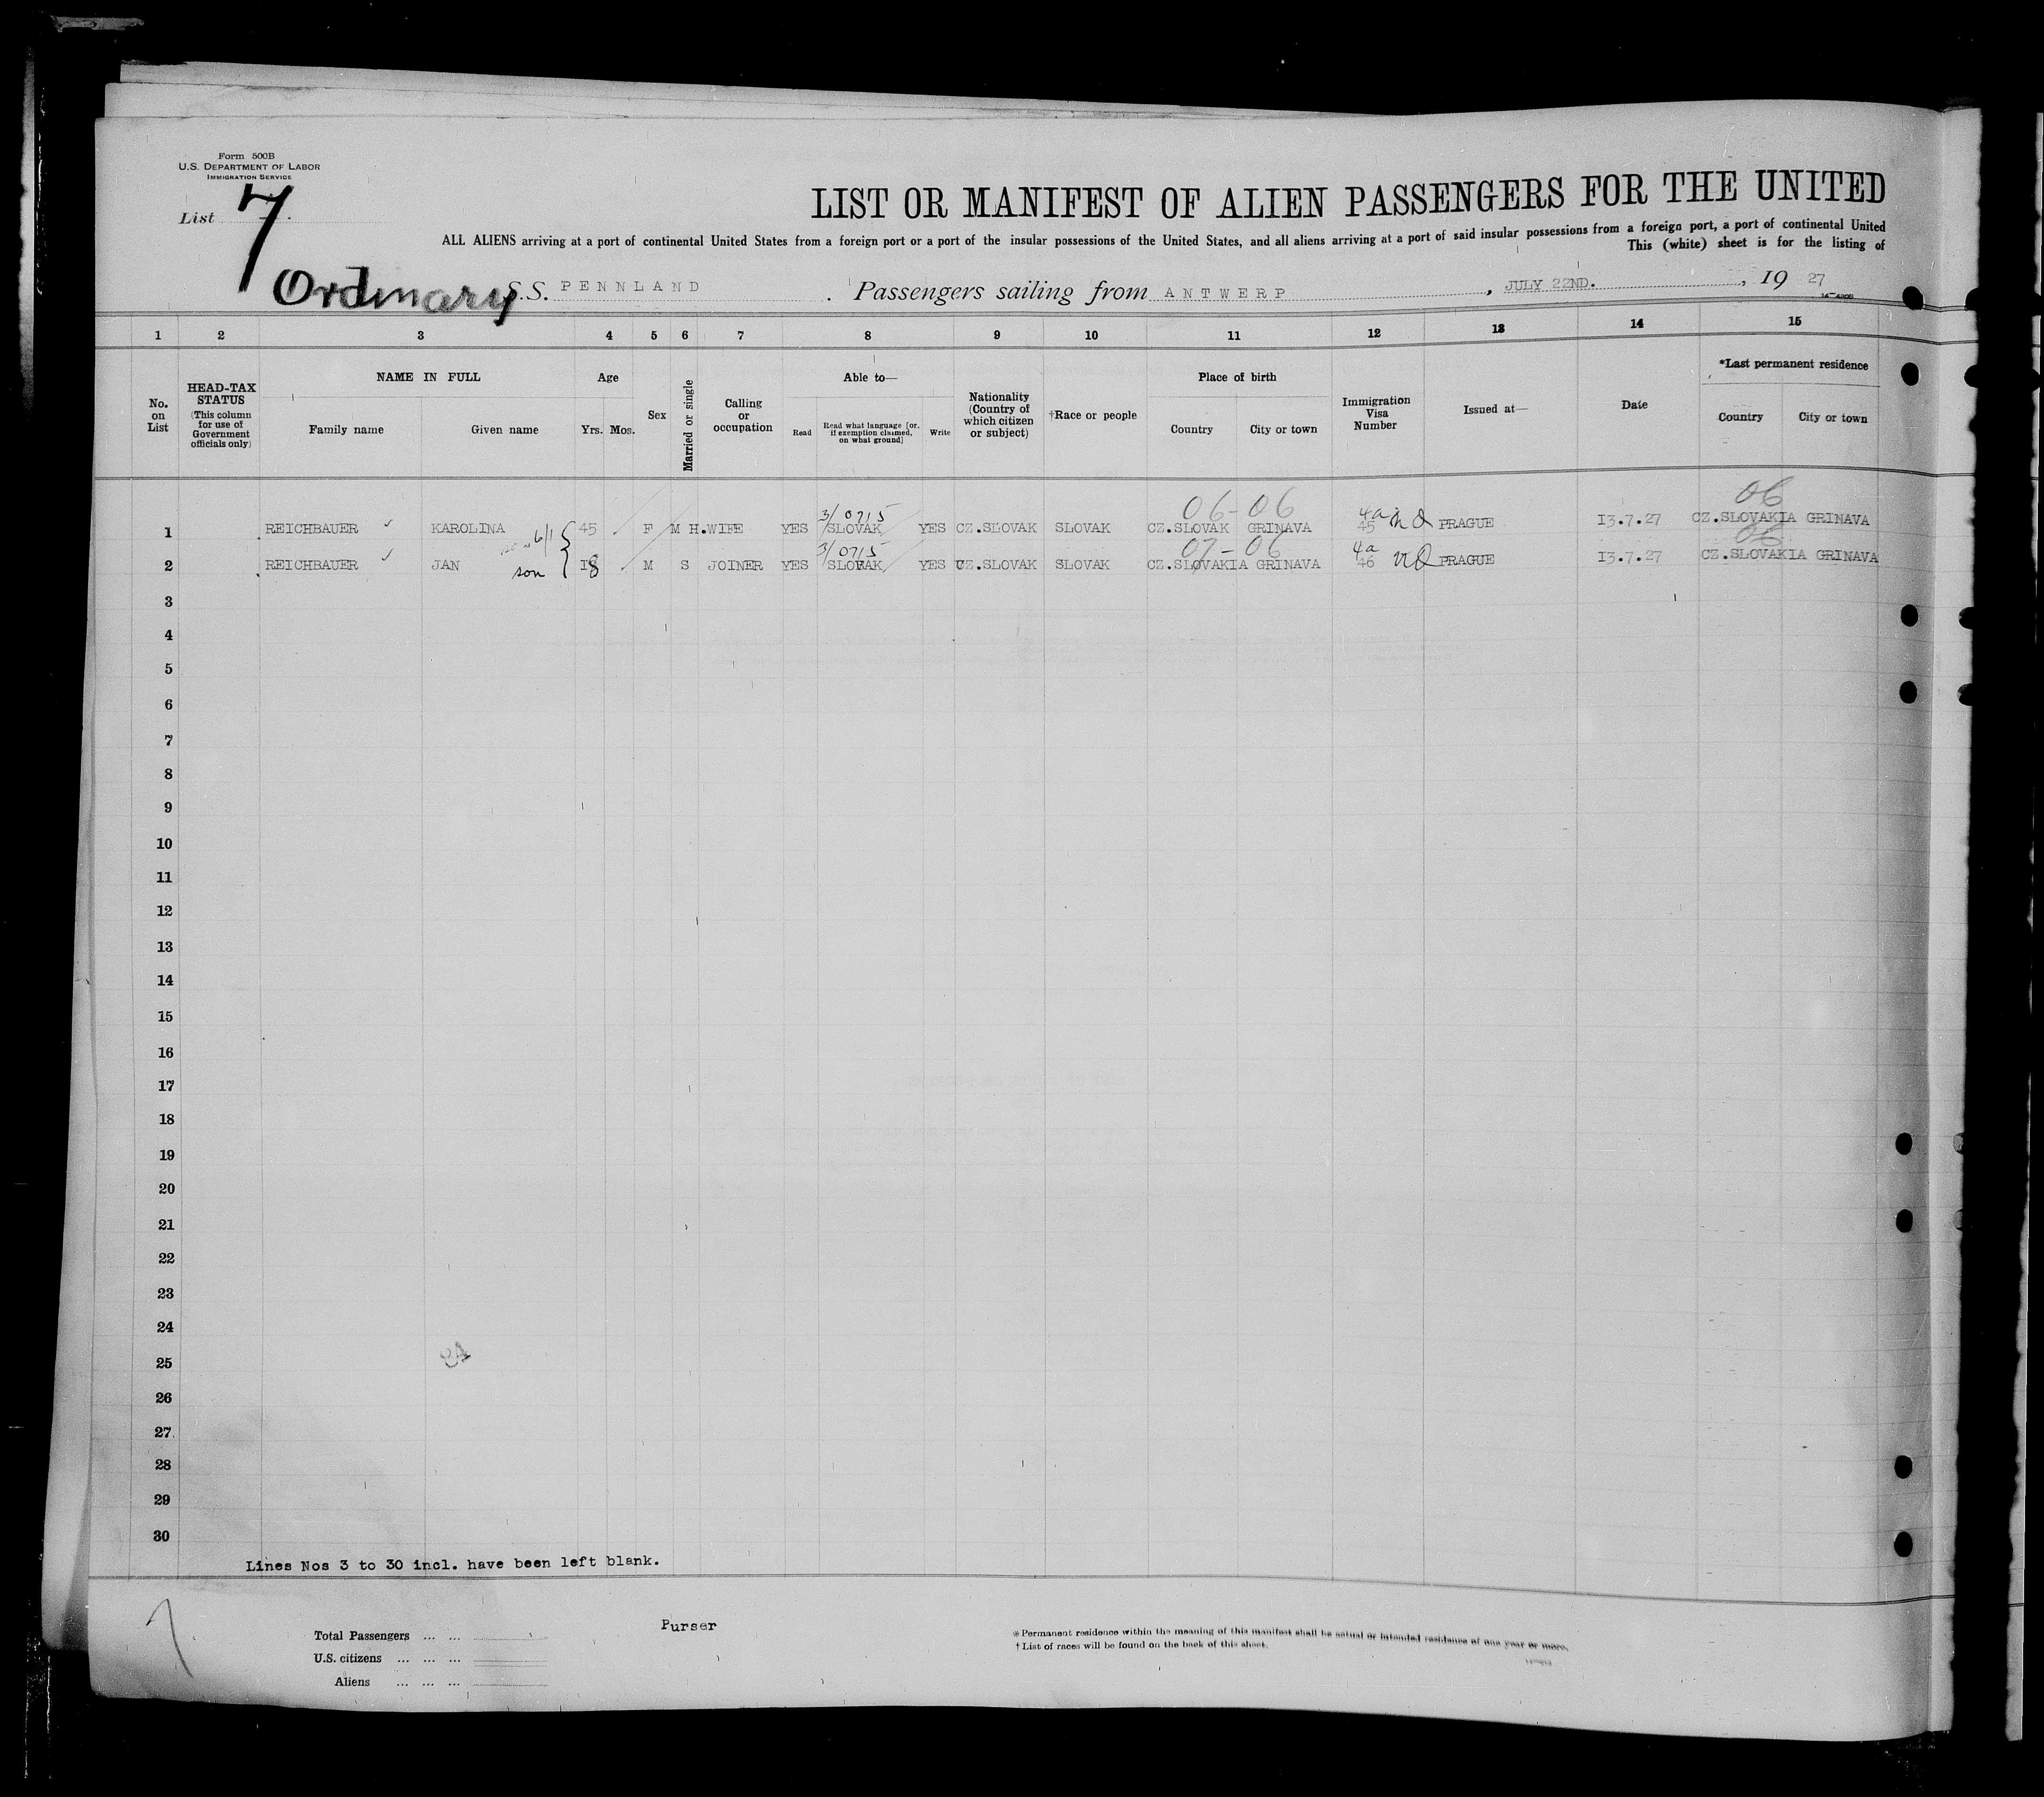 Form 500B
U.S. DEPARTMENT OF LABOR
IMMIGRATION SERVICE
List 7
LIST OR MANIFEST OF ALIEN PASSENGERS FOR THE UNITED
ALL ALIENS arriving at a port of continental United States from a foreign port or a port of the insular possessions of the United States, and all aliens arriving at a port of said insular possessions from a foreign port, a port of continental United
This (white) sheet is for the listing of
Ordinary S.S. PENNLAND. Passengers sailing from ANTWERP, JULY 22ND., 19 27
1 2 3 4 5 6 7 8 9 10 11 12 13 14 15
No. on List
HEAD-TAX STATUS (This column for use of Government officials only)
NAME IN FULL
Family name Given name
Age
Yrs. Mos.
Sex
Married or single
Calling or occupation
Able to—
Read Read what language [or, if exemption claimed, on what ground] Write
Nationality (Country of which citizen or subject)
†Race or people
Place of birth
Country City or town
Immigration Visa Number
Issued at—
Date
*Last permanent residence
Country City or town
3/0715 06-06 4a 06
1 REICHBAUER KAROLINA 45 F M H.WIFE YES SLOVAK YES CZ.SLOVAK SLOVAK CZ.SLOVAK GRINAVA 45 PRAGUE 13.7.27 CZ.SLOVAKIA GRINAVA
3/0715 07-06 4a 06
2 REICHBAUER JAN son 18 M S JOINER YES SLOVAK YES CZ.SLOVAK SLOVAK CZ.SLOVAKIA GRINAVA 46 PRAGUE 13.7.27 CZ.SLOVAKIA GRINAVA
3
4
5
6
7
8
9
10
11
12
13
14
15
16
17
18
19
20
21
22
23
24
25
26
27
28
29
30
Lines Nos 3 to 30 incl. have been left blank.
Purser
Total Passengers ... ...
U.S. citizens ... ... ...
Aliens ... ... ...
* Permanent residence within the meaning of this manifest shall be actual or intended residence of one year or more.
† List of races will be found on the back of this sheet.